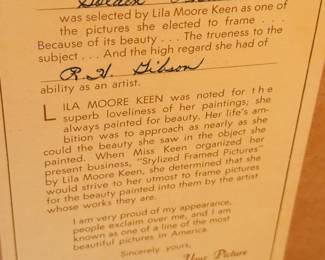 Golden
was selected by Lila Moore Keen as one of
the pictures she elected to frame . . .
Because of its beauty . . . The trueness to the
subject . . . And the high regard she had of
R. H. Gibson
ability as an artist.
LILA MOORE KEEN was noted for the
superb loveliness of her paintings; she
always painted for beauty. Her life's am-
bition was to approach as nearly as she
could the beauty she saw in the object she
painted. When Miss Keen organized her
present business, "Stylized Framed Pictures"
by Lila Moore Keen, she determined that she
would strive to her utmost to frame pictures
for the beauty painted into them by the artist
whose works they are.
I am very proud of my appearance,
people exclaim over me, and I am
known as one of a line of the most
beautiful pictures in America.
Sincerely yours,
Your Picture